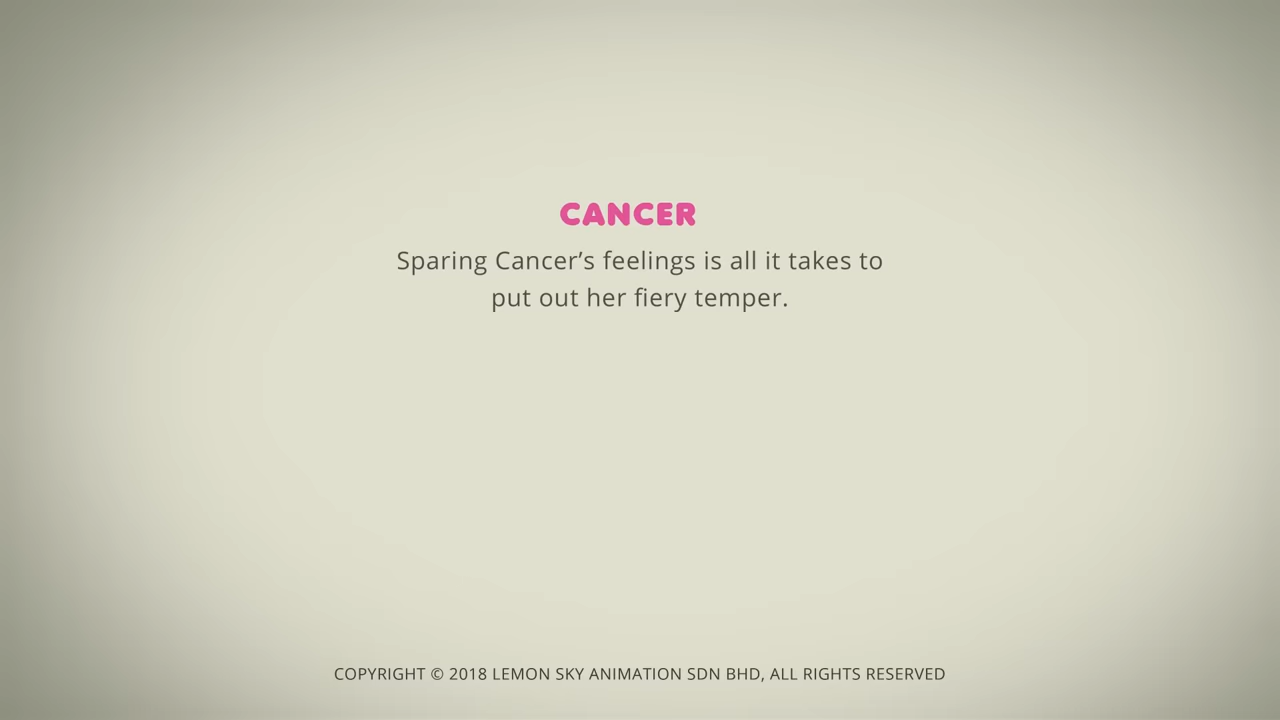 CANCER
Sparing Cancer’s feelings is all it takes to
put out her fiery temper.
COPYRIGHT © 2018 LEMON SKY ANIMATION SDN BHD, ALL RIGHTS RESERVED